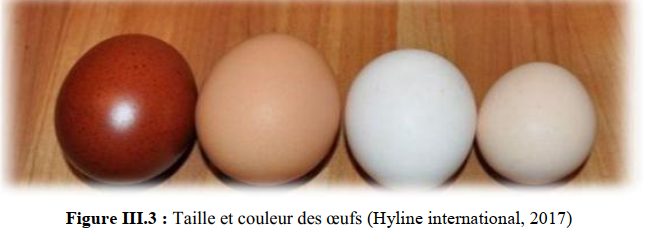 Figure III.3 : Taille et couleur des œufs (Hyline international, 2017)